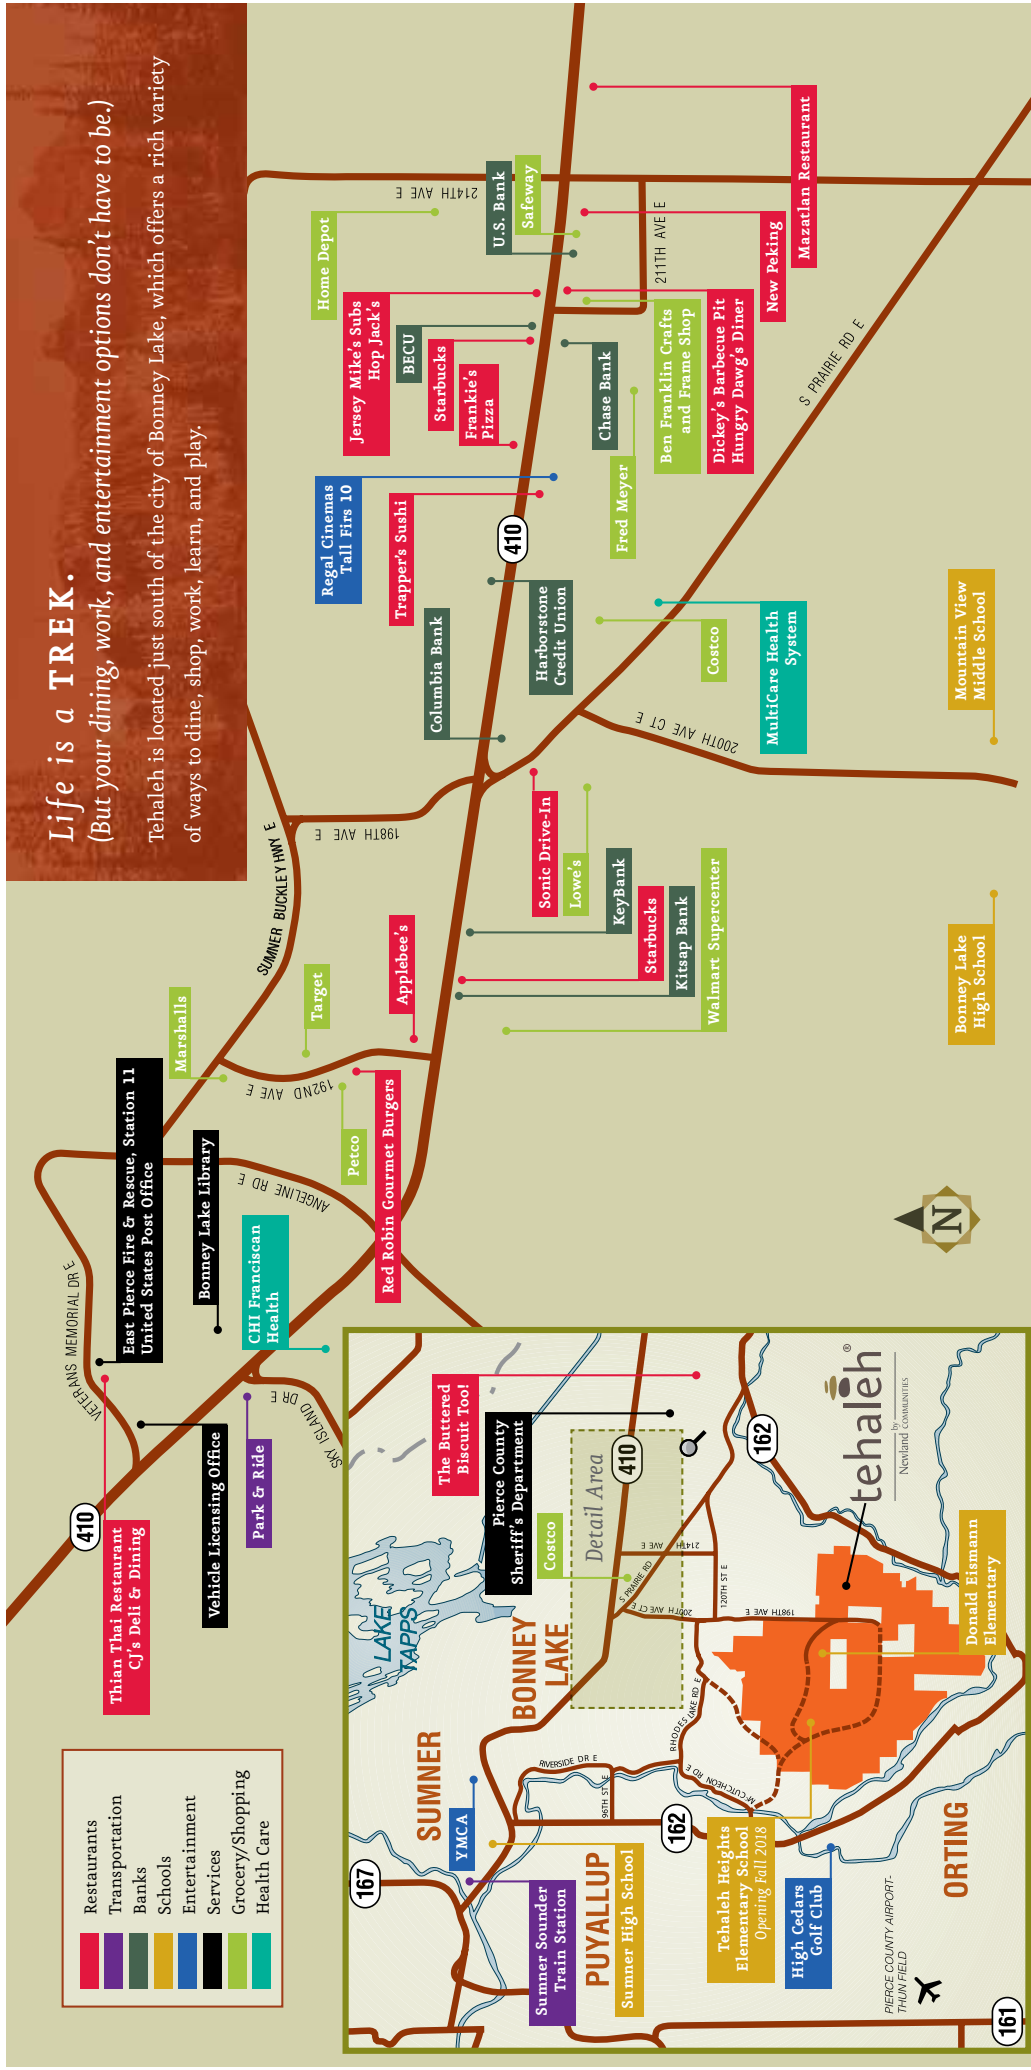 Life is a TREK.
(But your dining, work, and entertainment options don't have to be.)
Tehaleh is located just south of the city of Bonney Lake, which offers a rich variety
of ways to dine, shop, work, learn, and play.
Restaurants
Transportation
Banks
Schools
Entertainment
Services
Grocery/Shopping
Health Care
410
Thian Thai Restaurant
CJ's Deli & Dining
VETERANS MEMORIAL DR E
East Pierce Fire & Rescue, Station 11
United States Post Office
Vehicle Licensing Office
Bonney Lake Library
Park & Ride
SKY ISLAND DR E
CHI Franciscan
Health
ANGELINE RD E
Marshalls
192ND AVE E
Target
Petco
Red Robin Gourmet Burgers
Applebee's
SUMNER BUCKLEY HWY E
198TH AVE E
Walmart Supercenter
Kitsap Bank
Starbucks
KeyBank
Lowe's
Sonic Drive-In
Columbia Bank
Harborstone
Credit Union
200TH AVE CT E
Costco
MultiCare Health
System
Bonney Lake
High School
Mountain View
Middle School
410
Trapper's Sushi
Regal Cinemas
Tall Firs 10
Frankie's
Pizza
Starbucks
BECU
Jersey Mike's Subs
Hop Jack's
Home Depot
Fred Meyer
Chase Bank
Ben Franklin Crafts
and Frame Shop
Dickey's Barbecue Pit
Hungry Dawg's Diner
S PRAIRIE RD E
U.S. Bank
Safeway
214TH AVE E
211TH AVE E
New Peking
Mazatlan Restaurant
N
167
SUMNER
YMCA
Sumner Sounder
Train Station
PUYALLUP
Sumner High School
LAKE
TAPPS
BONNEY
LAKE
RIVERSIDE DR E
96TH ST E
162
The Buttered
Biscuit Too!
Pierce County
Sheriff's Department
Costco
Detail Area
410
S PRAIRIE RD
214TH AVE E
200TH AVE CT E
120TH ST E
198TH AVE E
RHODES LAKE RD E
MCCUTCHEON RD E
162
tehaleh®
Newland by COMMUNITIES
Tehaleh Heights
Elementary School
Opening Fall 2018
High Cedars
Golf Club
Donald Eismann
Elementary
ORTING
PIERCE COUNTY AIRPORT-
THUN FIELD
161